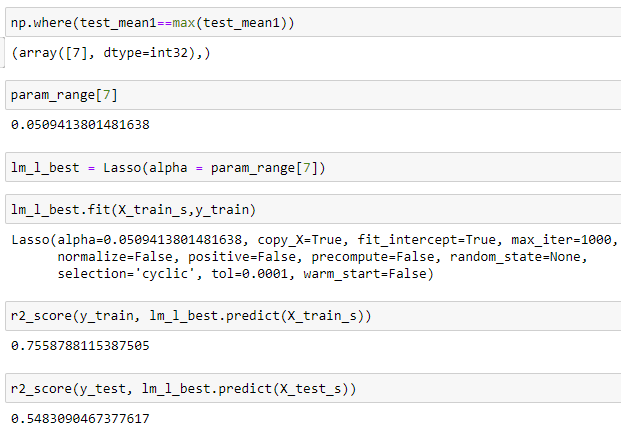 np.where(test_mean1==max(test_mean1))
(array([7], dtype=int32),)
param_range[7]
0.0509413801481638
lm_l_best = Lasso(alpha = param_range[7])
lm_l_best.fit(X_train_s,y_train)
Lasso(alpha=0.0509413801481638, copy_X=True, fit_intercept=True, max_iter=1000,
normalize=False, positive=False, precompute=False, random_state=None,
selection='cyclic', tol=0.0001, warm_start=False)
r2_score(y_train, lm_l_best.predict(X_train_s))
0.7558788115387505
r2_score(y_test, lm_l_best.predict(X_test_s))
0.5483090467377617